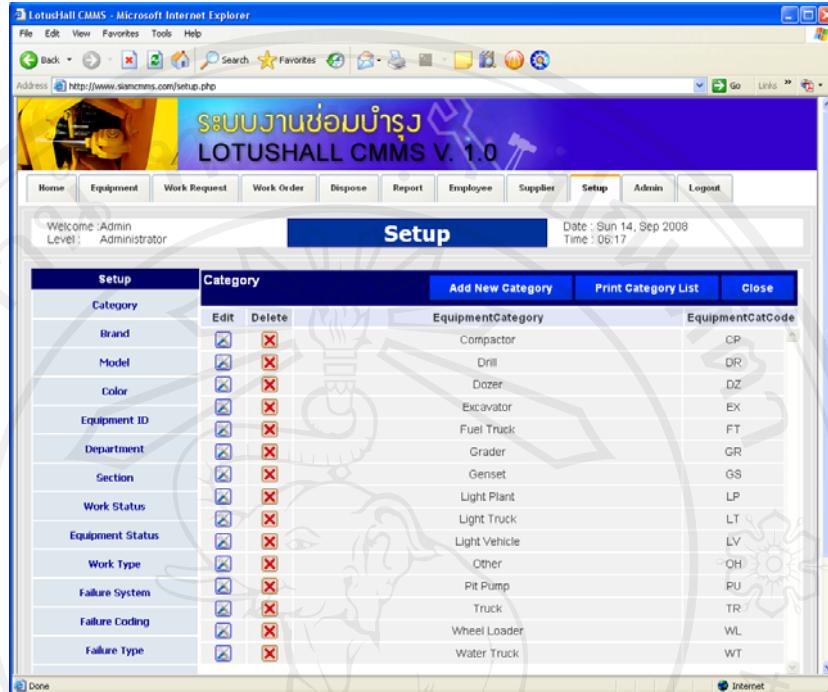 LotusHall CMMS - Microsoft Internet Explorer
File Edit View Favorites Tools Help
Back Search Favorites
Address http://www.siamcmms.com/setup.php Go Links
ระบบงานซ่อมบำรุง
LOTUSHALL CMMS V. 1.0
Home Equipment Work Request Work Order Dispose Report Employee Supplier Setup Admin Logout
Welcome :Admin
Level : Administrator
Setup
Date : Sun 14, Sep 2008
Time : 06:17
Setup
Category
Brand
Model
Color
Equipment ID
Department
Section
Work Status
Equipment Status
Work Type
Failure System
Failure Coding
Failure Type
Category Add New Category Print Category List Close
Edit Delete EquipmentCategory EquipmentCatCode
Compactor CP
Drill DR
Dozer DZ
Excavator EX
Fuel Truck FT
Grader GR
Genset GS
Light Plant LP
Light Truck LT
Light Vehicle LV
Other OH
Pit Pump PU
Truck TR
Wheel Loader WL
Water Truck WT
Done Internet